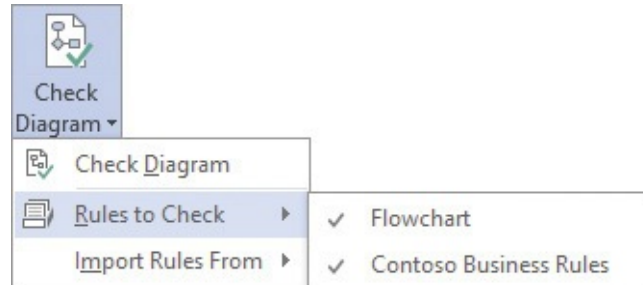 Check
Diagram
Check Diagram
Rules to Check
Flowchart
Import Rules From
Contoso Business Rules